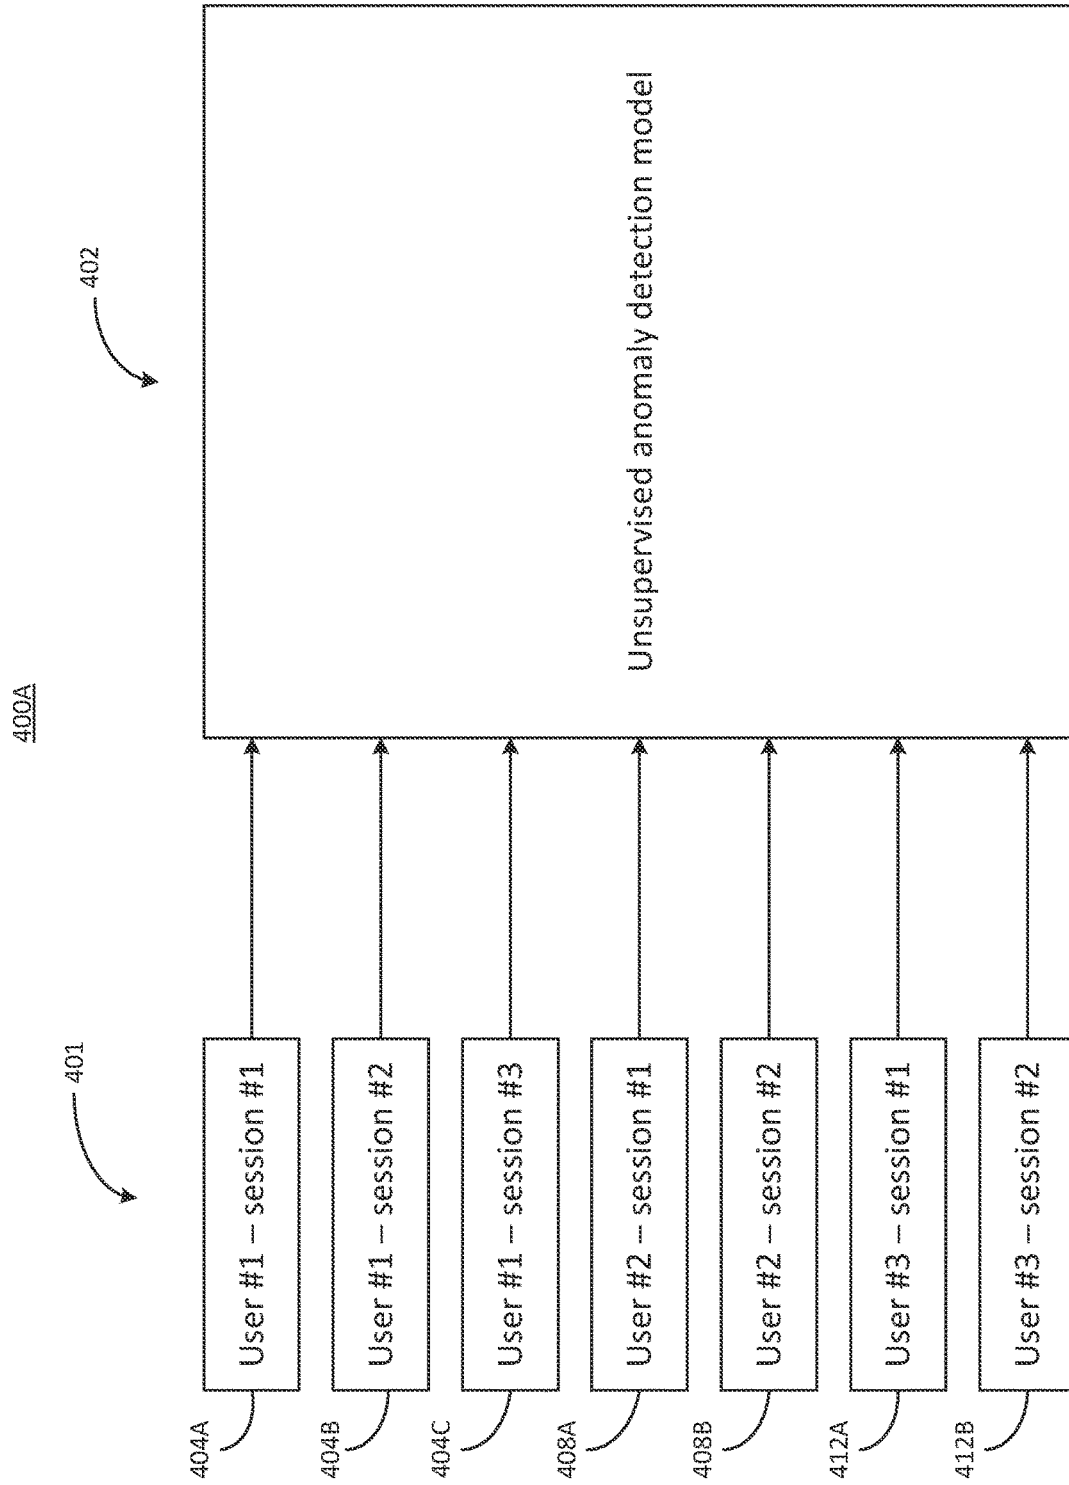 400A
401
402
404A
User #1 – session #1
404B
User #1 – session #2
404C
User #1 – session #3
408A
User #2 – session #1
408B
User #2 – session #2
412A
User #3 – session #1
412B
User #3 – session #2
Unsupervised anomaly detection model